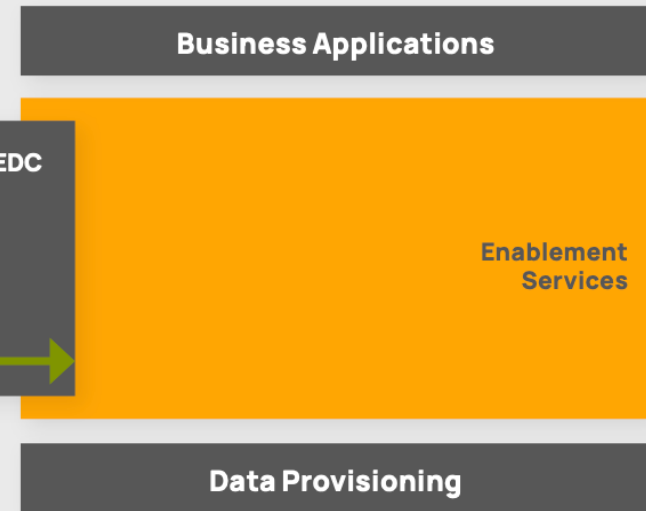 Business Applications
EDC
Enablement
Services
Data Provisioning